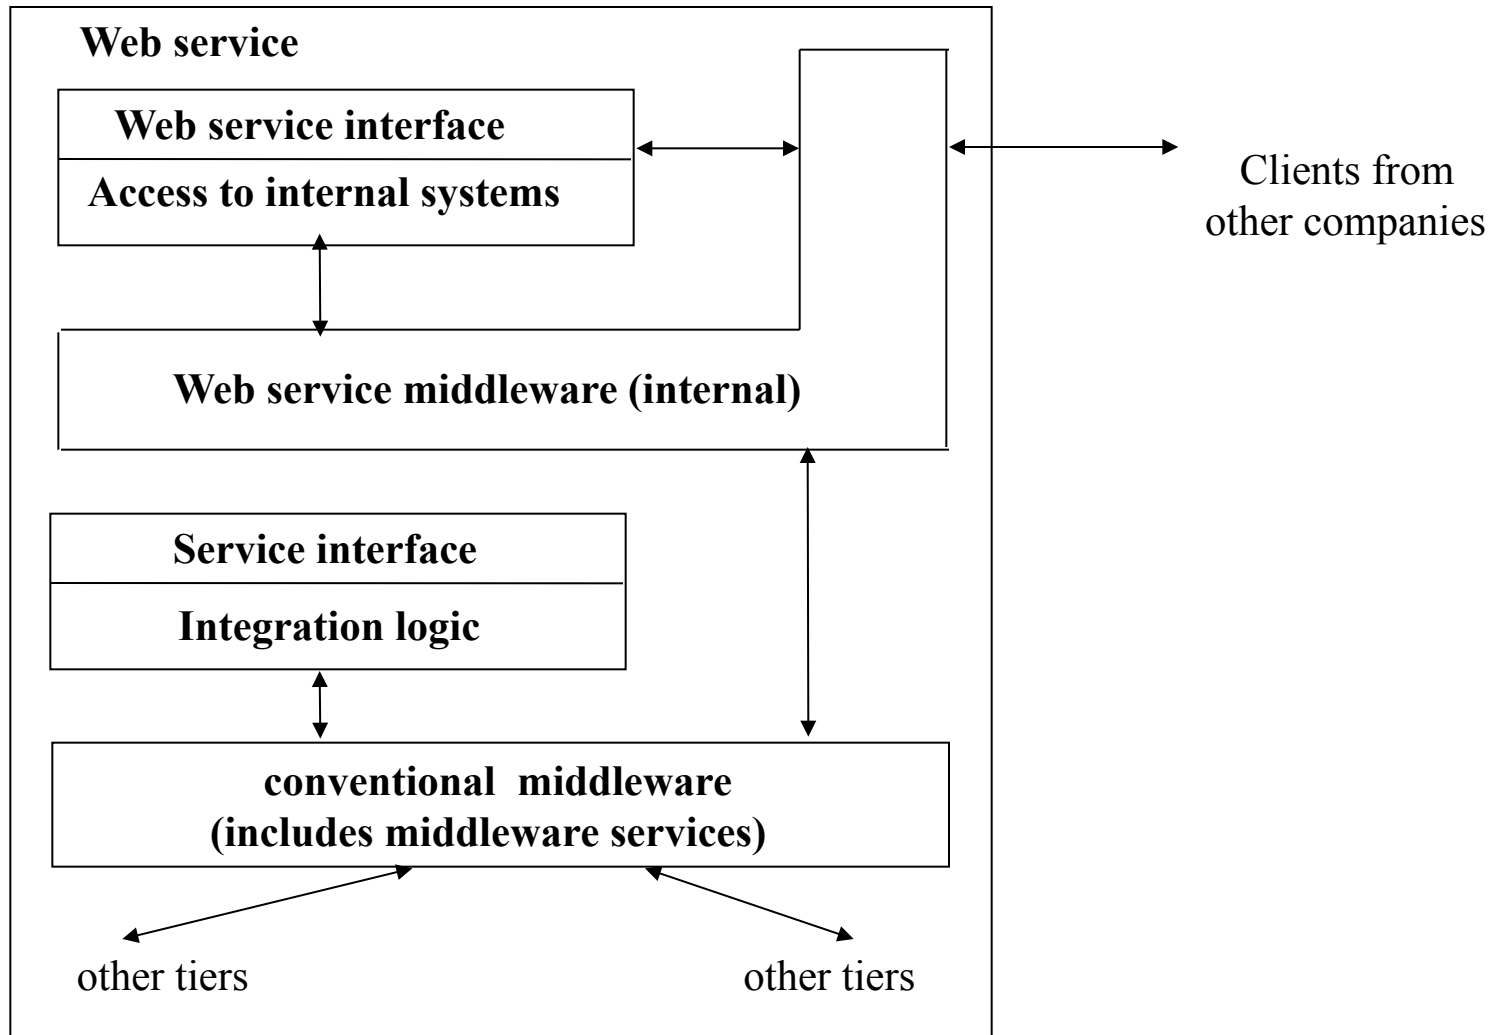 Web service
Web service interface
Access to internal systems
Clients from
other companies
Web service middleware (internal)
Service interface
Integration logic
conventional  middleware
(includes middleware services)
other tiers
other tiers